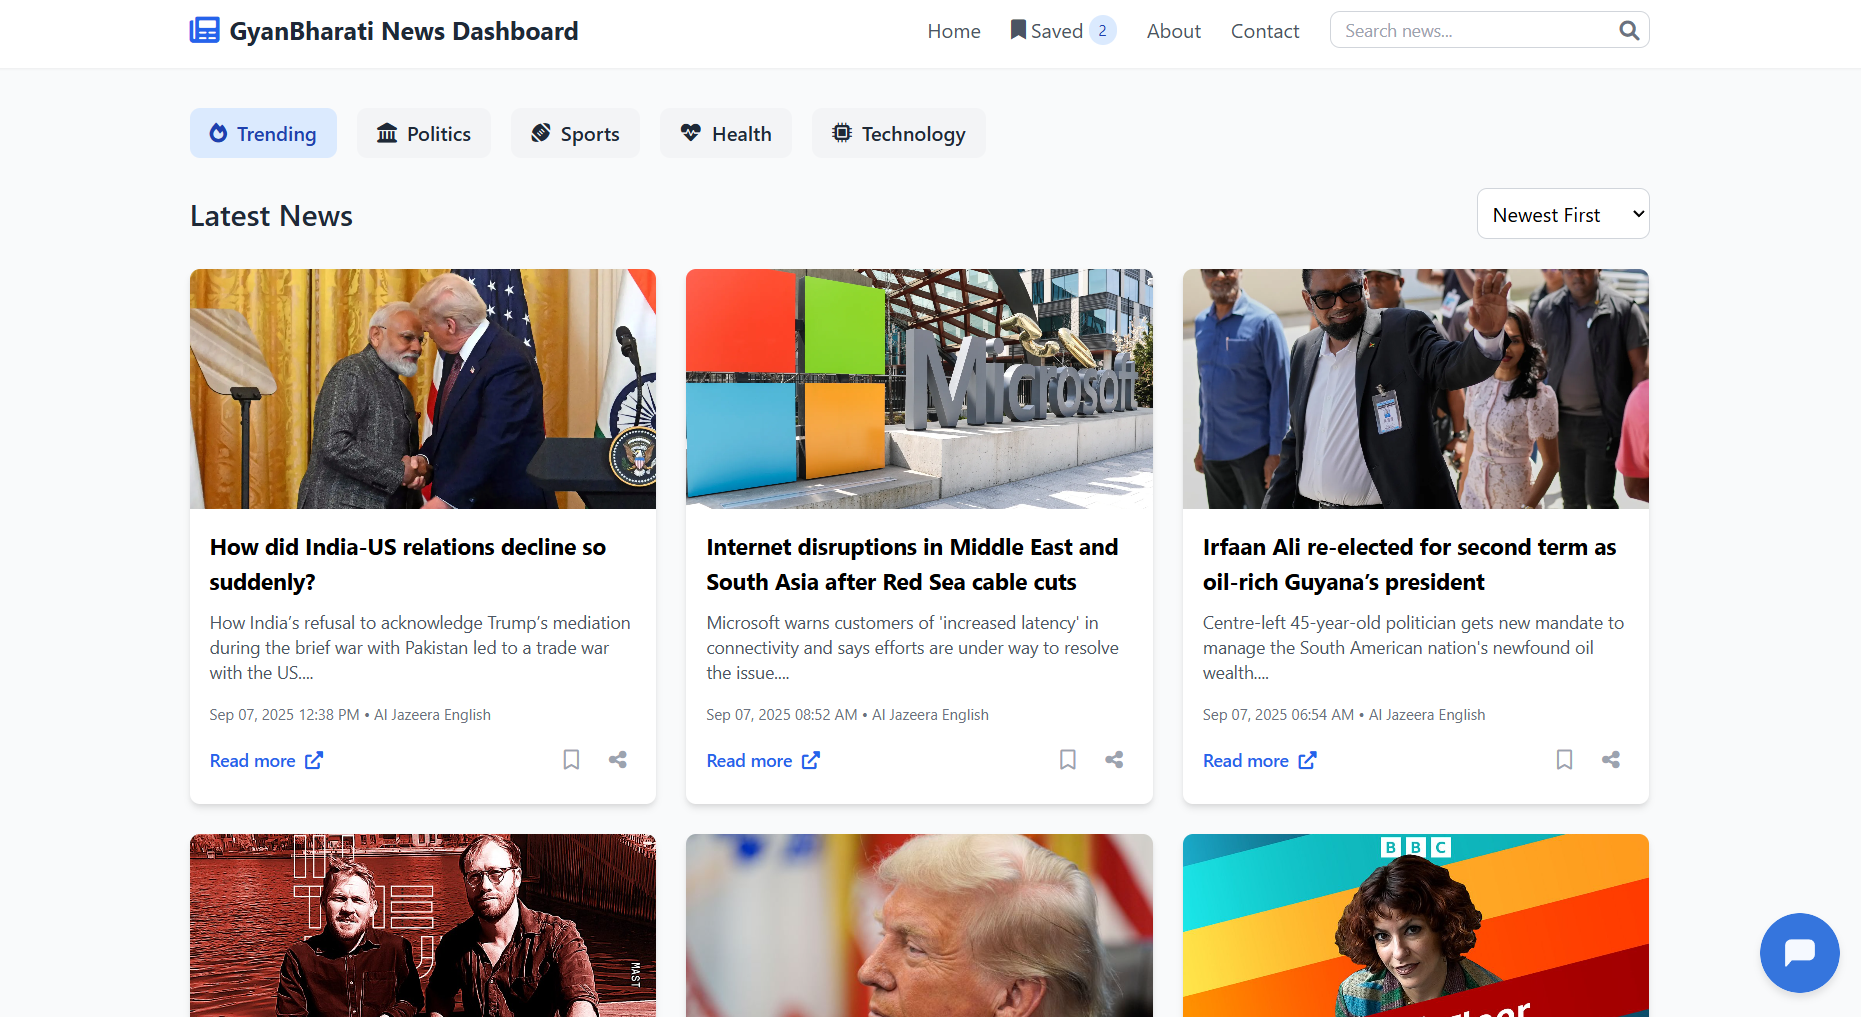 GyanBharati News Dashboard
Home
Saved 2
About
Contact
Search news...
Trending
Politics
Sports
Health
Technology
Latest News
Newest First
Microsoft
How did India-US relations decline so
suddenly?
How India’s refusal to acknowledge Trump’s mediation
during the brief war with Pakistan led to a trade war
with the US....
Sep 07, 2025 12:38 PM • Al Jazeera English
Read more
Internet disruptions in Middle East and
South Asia after Red Sea cable cuts
Microsoft warns customers of 'increased latency' in
connectivity and says efforts are under way to resolve
the issue....
Sep 07, 2025 08:52 AM • Al Jazeera English
Read more
Irfaan Ali re-elected for second term as
oil-rich Guyana’s president
Centre-left 45-year-old politician gets new mandate to
manage the South American nation's newfound oil
wealth....
Sep 07, 2025 06:54 AM • Al Jazeera English
Read more
THE
MAST
BBC